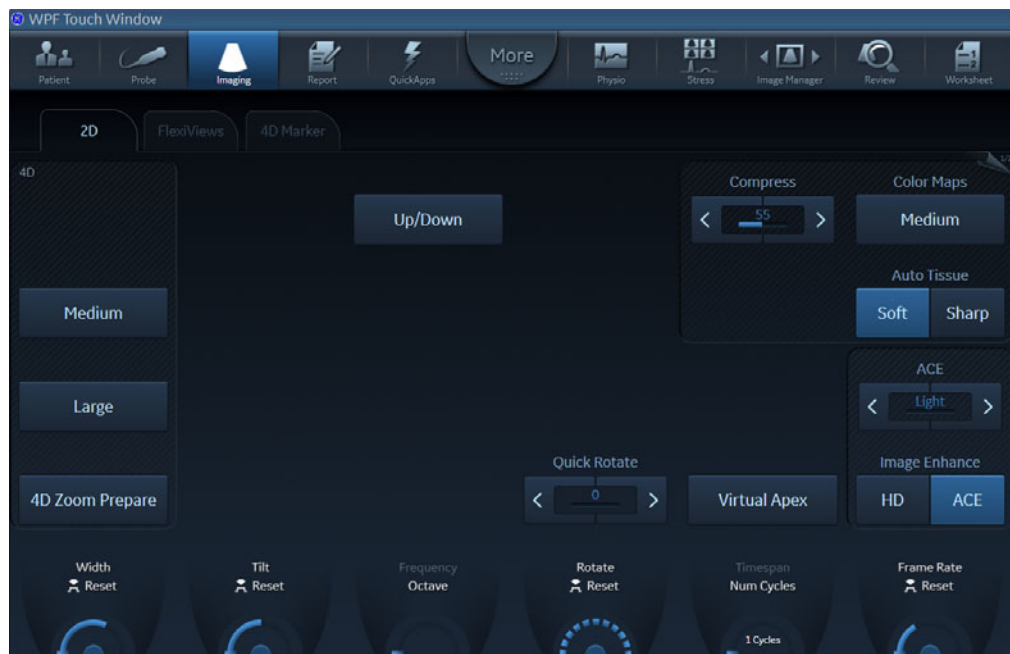 WPF Touch Window
Patient
Probe
Imaging
Report
QuickApps
More
Physio
Stress
Image Manager
Review
Worksheet
2D
FlexiViews
4D Marker
1/2
4D
Up/Down
Compress
55
Color Maps
Medium
Auto Tissue
Soft
Sharp
Medium
ACE
Light
Large
Quick Rotate
0
Image Enhance
4D Zoom Prepare
Virtual Apex
HD
ACE
Width
Reset
Tilt
Reset
Frequency
Octave
Rotate
Reset
Timespan
Num Cycles
1 Cycles
Frame Rate
Reset